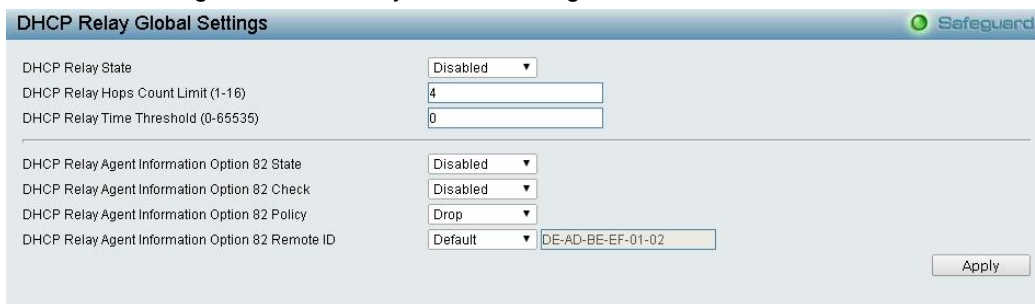 DHCP Relay Global Settings
Safeguard
DHCP Relay State Disabled
DHCP Relay Hops Count Limit (1-16) 4
DHCP Relay Time Threshold (0-65535) 0
DHCP Relay Agent Information Option 82 State Disabled
DHCP Relay Agent Information Option 82 Check Disabled
DHCP Relay Agent Information Option 82 Policy Drop
DHCP Relay Agent Information Option 82 Remote ID Default DE-AD-BE-EF-01-02
Apply